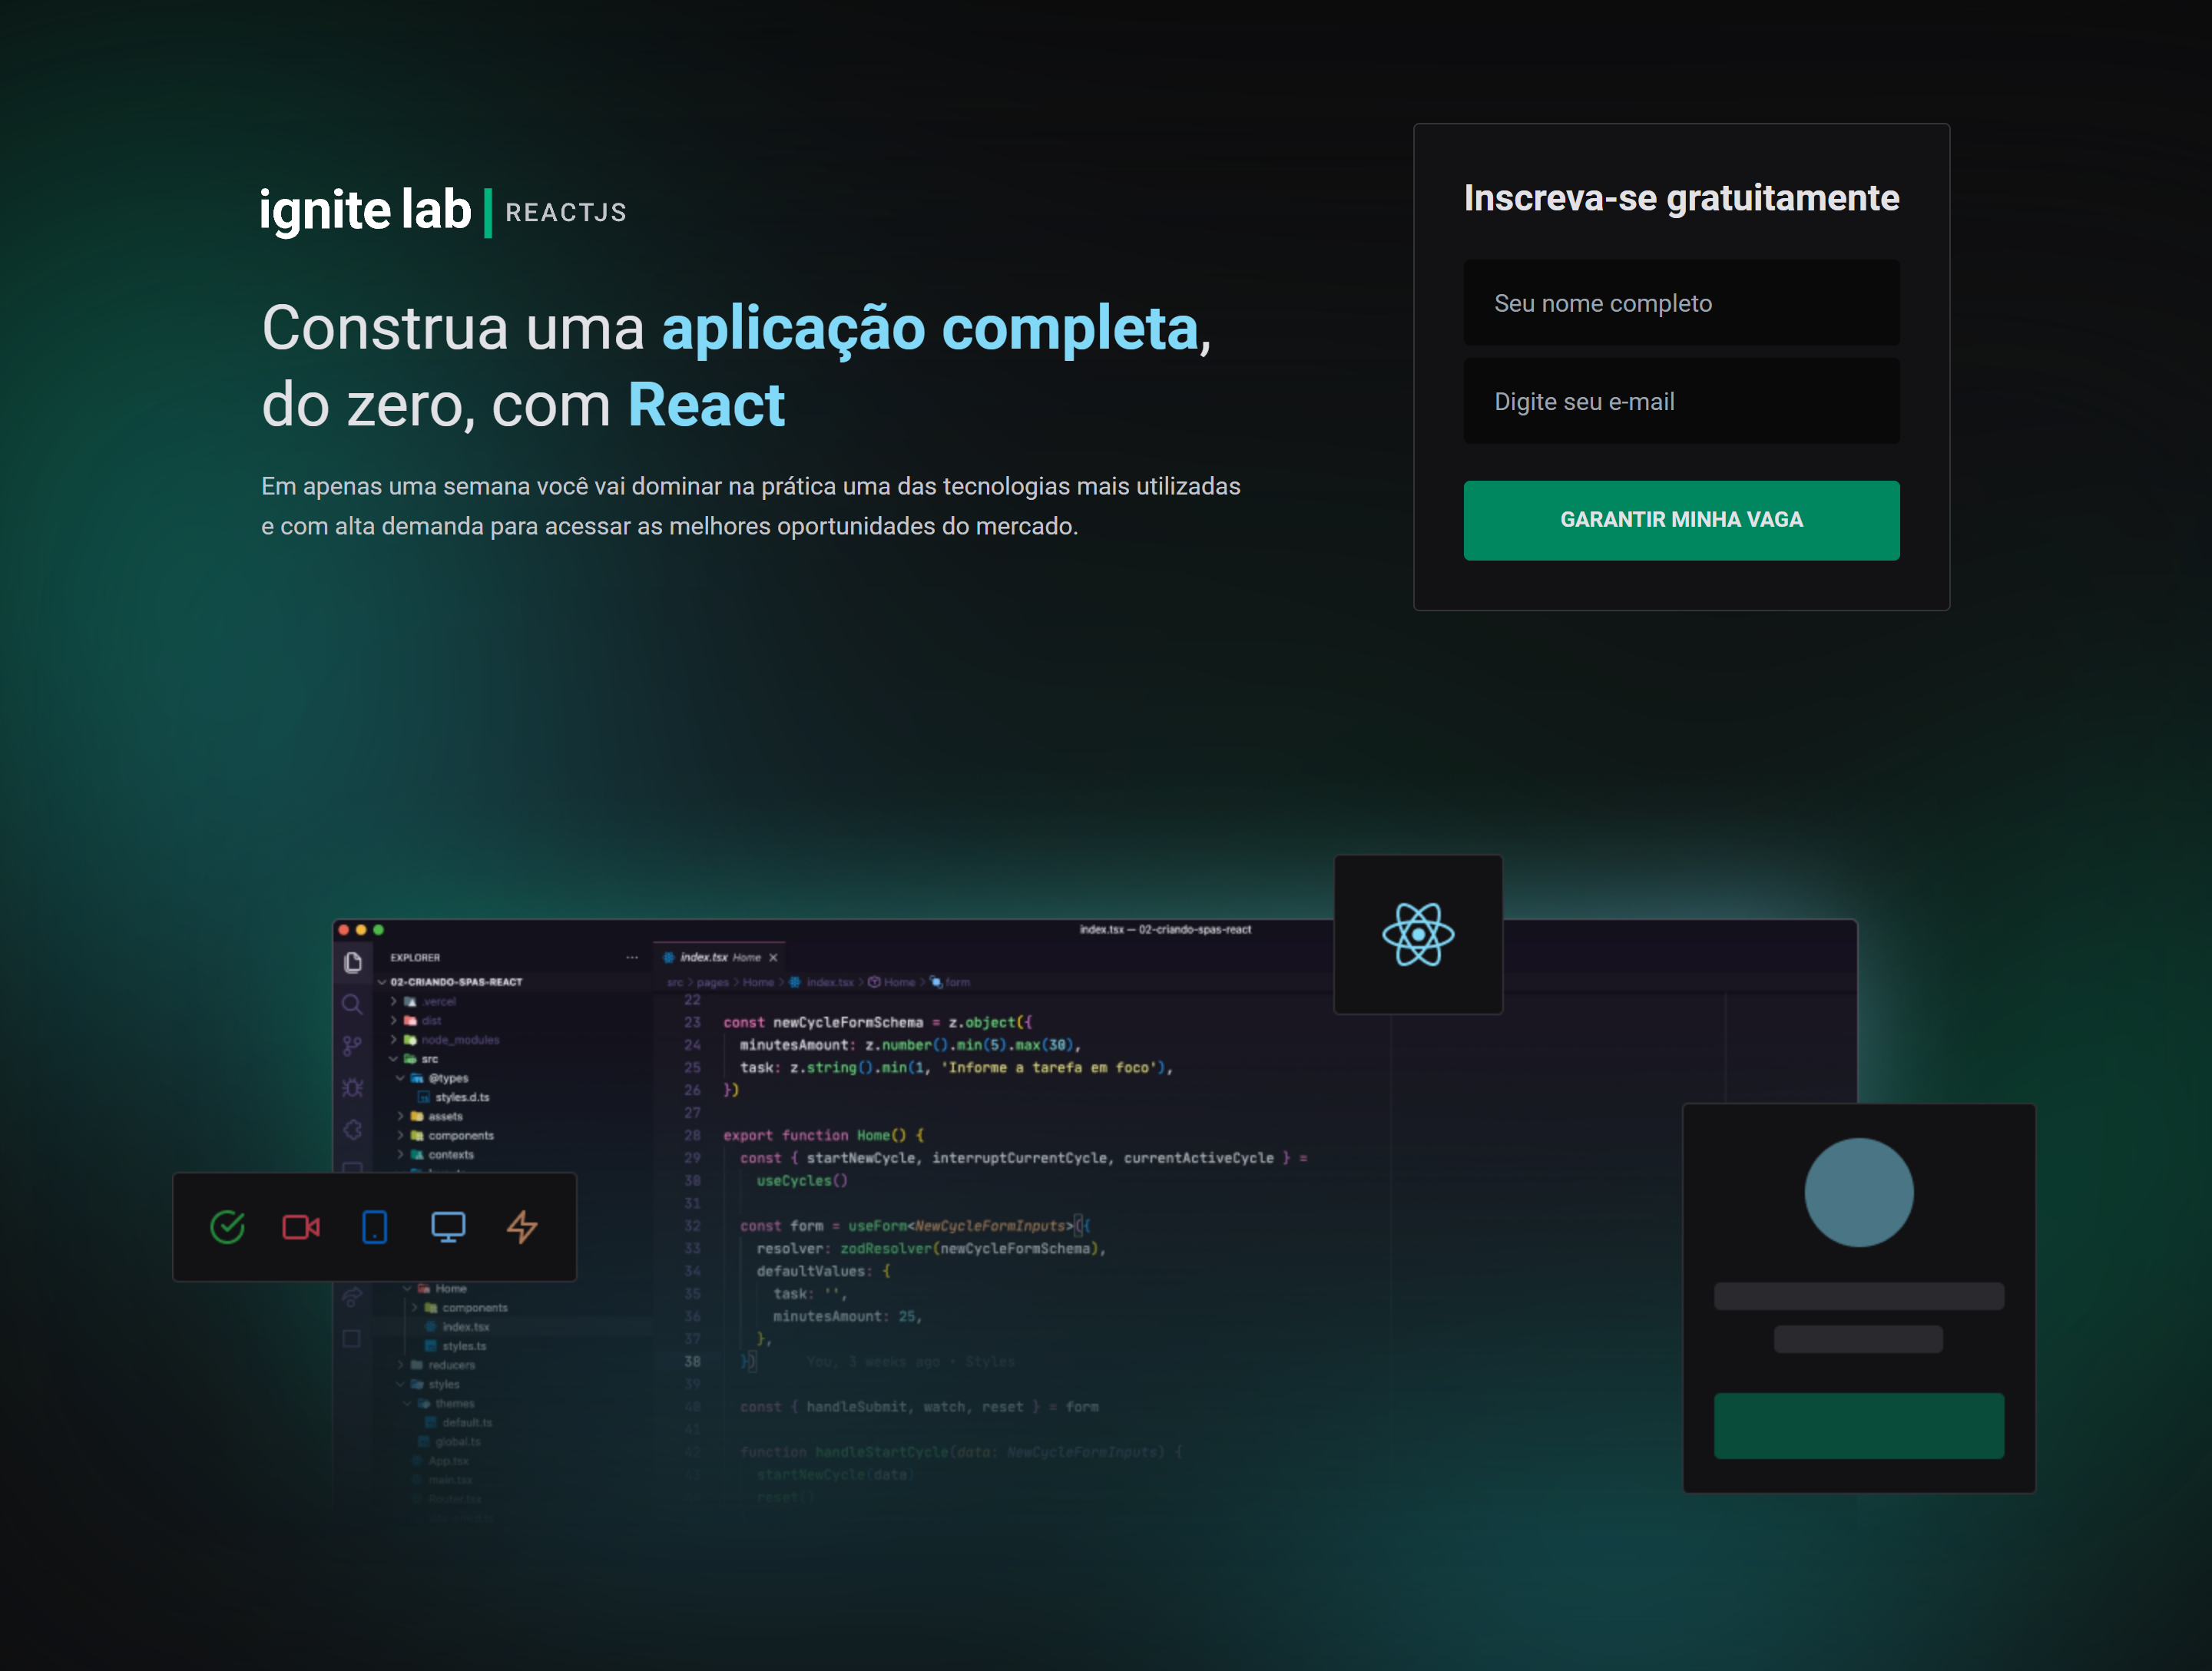 ignite lab REACTJS
Construa uma aplicação completa,
do zero, com React
Em apenas uma semana você vai dominar na prática uma das tecnologias mais utilizadas
e com alta demanda para acessar as melhores oportunidades do mercado.
Inscreva-se gratuitamente
Seu nome completo
Digite seu e-mail
GARANTIR MINHA VAGA
index.tsx — 02-criando-spas-react
EXPLORER
02-CRIANDO-SPAS-REACT
.vercel
dist
node_modules
src
@types
styles.d.ts
assets
components
contexts
Home
components
index.tsx
styles.ts
reducers
styles
themes
default.ts
global.ts
App.tsx
main.tsx
Router.tsx
index.tsx Home
src > pages > Home > index.tsx > Home > form
22
23 const newCycleFormSchema = z.object({
24 minutesAmount: z.number().min(5).max(30),
25 task: z.string().min(1, 'Informe a tarefa em foco'),
26 })
27
28 export function Home() {
29 const { startNewCycle, interruptCurrentCycle, currentActiveCycle } =
30 useCycles()
31
32 const form = useForm<NewCycleFormInputs>({
33 resolver: zodResolver(newCycleFormSchema),
34 defaultValues: {
35 task: '',
36 minutesAmount: 25,
37 },
38 }) You, 3 weeks ago • Styles
39
40 const { handleSubmit, watch, reset } = form
41
42 function handleStartCycle(data: NewCycleFormInputs) {
43 startNewCycle(data)
reset()